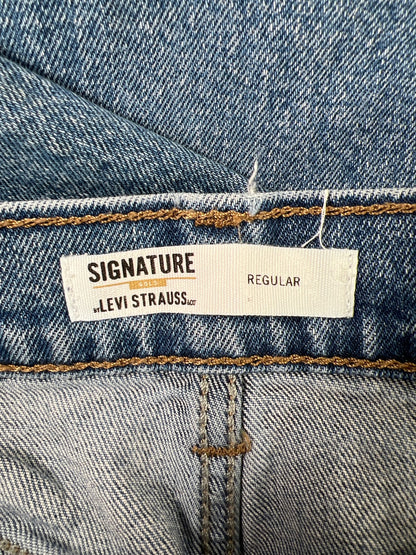 SIGNATURE
GOLD
BY LEVI STRAUSS & CO
REGULAR